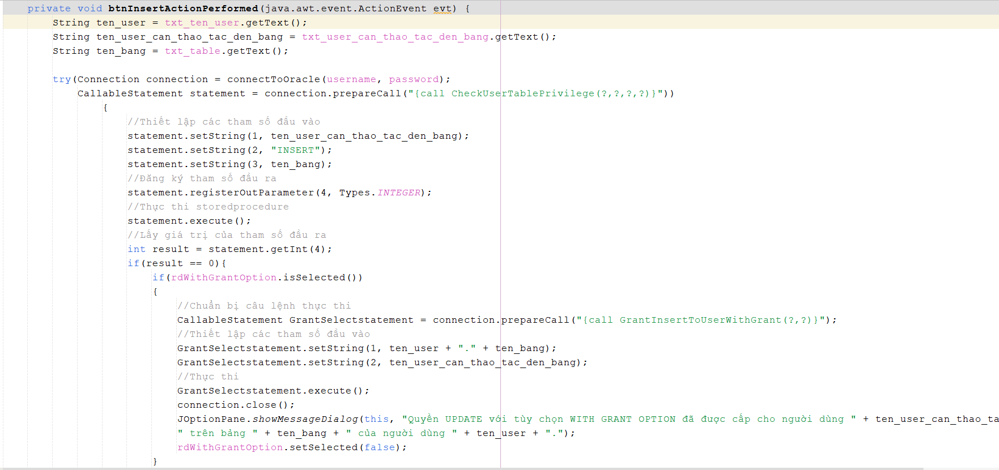 private void btnInsertActionPerformed(java.awt.event.ActionEvent evt) {
String ten_user = txt_ten_user.getText();
String ten_user_can_thao_tac_den_bang = txt_user_can_thao_tac_den_bang.getText();
String ten_bang = txt_table.getText();
try(Connection connection = connectToOracle(username, password);
CallableStatement statement = connection.prepareCall("{call CheckUserTablePrivilege(?,?,?,?)}"))
{
//Thiết lập các tham số đầu vào
statement.setString(1, ten_user_can_thao_tac_den_bang);
statement.setString(2, "INSERT");
statement.setString(3, ten_bang);
//Đăng ký tham số đầu ra
statement.registerOutParameter(4, Types.INTEGER);
//Thực thi storedprocedure
statement.execute();
//Lấy giá trị của tham số đầu ra
int result = statement.getInt(4);
if(result == 0){
if(rdWithGrantOption.isSelected())
{
//Chuẩn bị câu lệnh thực thi
CallableStatement GrantSelectstatement = connection.prepareCall("{call GrantInsertToUserWithGrant(?,?)}");
//Thiết lập các tham số đầu vào
GrantSelectstatement.setString(1, ten_user + "." + ten_bang);
GrantSelectstatement.setString(2, ten_user_can_thao_tac_den_bang);
//Thực thi
GrantSelectstatement.execute();
connection.close();
JOptionPane.showMessageDialog(this, "Quyền UPDATE với tùy chọn WITH GRANT OPTION đã được cấp cho người dùng " + ten_user_can_thao_ta
" trên bảng " + ten_bang + " của người dùng " + ten_user + ".");
rdWithGrantOption.setSelected(false);
}